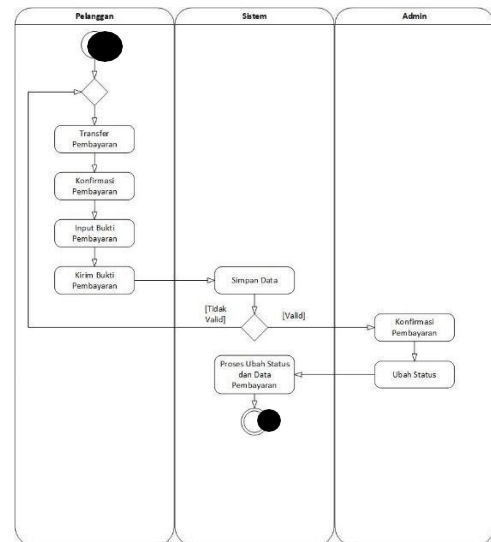 Pelanggan
Sistem
Admin
Transfer
Pembayaran
Konfirmasi
Pembayaran
Input Bukti
Pembayaran
Kirim Bukti
Pembayaran
Simpan Data
[Tidak
Valid]
[Valid]
Konfirmasi
Pembayaran
Proses Ubah Status
dan Data
Pembayaran
Ubah Status